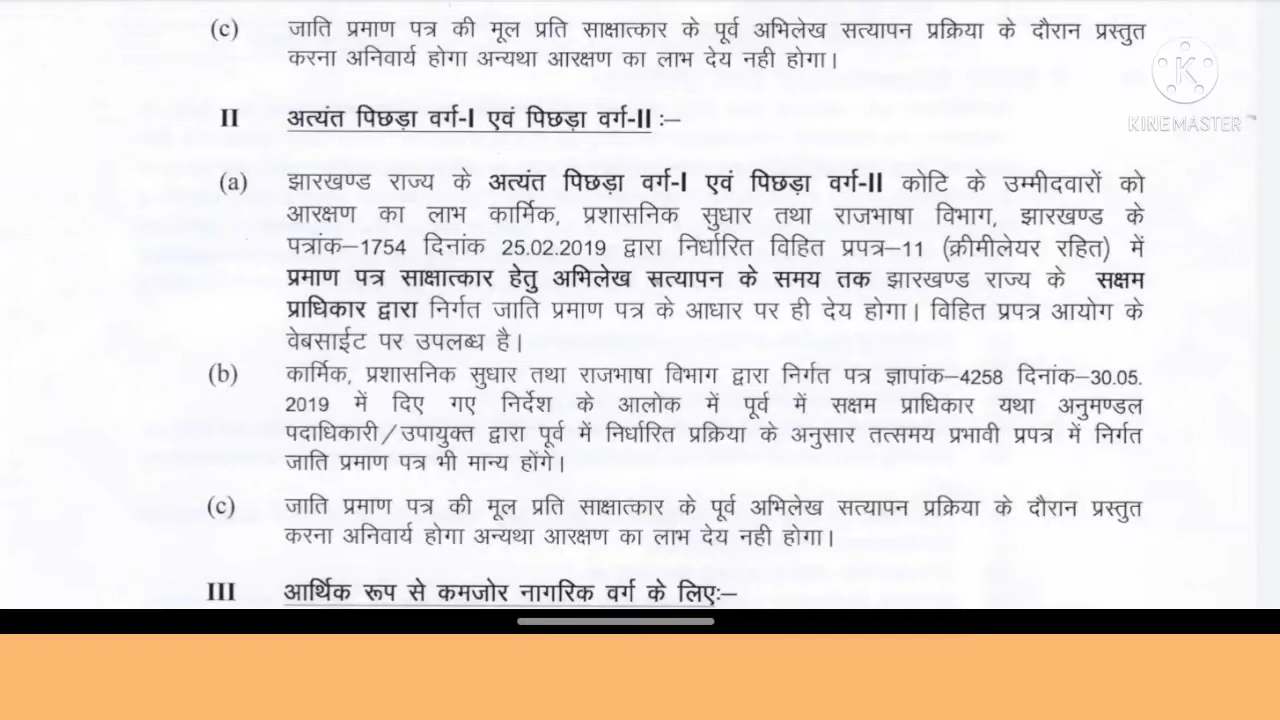 (c) जाति प्रमाण पत्र की मूल प्रति साक्षात्कार के पूर्व अभिलेख सत्यापन प्रक्रिया के दौरान प्रस्तुत
करना अनिवार्य होगा अन्यथा आरक्षण का लाभ देय नही होगा।
KINEMASTER
II अत्यंत पिछड़ा वर्ग-I एवं पिछड़ा वर्ग-II :–
(a) झारखण्ड राज्य के अत्यंत पिछड़ा वर्ग-I एवं पिछड़ा वर्ग-II कोटि के उम्मीदवारों को
आरक्षण का लाभ कार्मिक, प्रशासनिक सुधार तथा राजभाषा विभाग, झारखण्ड के
पत्रांक–1754 दिनांक 25.02.2019 द्वारा निर्धारित विहित प्रपत्र–11 (क्रीमीलेयर रहित) में
प्रमाण पत्र साक्षात्कार हेतु अभिलेख सत्यापन के समय तक झारखण्ड राज्य के सक्षम
प्राधिकार द्वारा निर्गत जाति प्रमाण पत्र के आधार पर ही देय होगा। विहित प्रपत्र आयोग के
वेबसाईट पर उपलब्ध है।
(b) कार्मिक, प्रशासनिक सुधार तथा राजभाषा विभाग द्वारा निर्गत पत्र ज्ञापांक–4258 दिनांक–30.05.
2019 में दिए गए निर्देश के आलोक में पूर्व में सक्षम प्राधिकार यथा अनुमण्डल
पदाधिकारी/उपायुक्त द्वारा पूर्व में निर्धारित प्रक्रिया के अनुसार तत्समय प्रभावी प्रपत्र में निर्गत
जाति प्रमाण पत्र भी मान्य होंगे।
(c) जाति प्रमाण पत्र की मूल प्रति साक्षात्कार के पूर्व अभिलेख सत्यापन प्रक्रिया के दौरान प्रस्तुत
करना अनिवार्य होगा अन्यथा आरक्षण का लाभ देय नही होगा।
III आर्थिक रूप से कमजोर नागरिक वर्ग के लिए:–